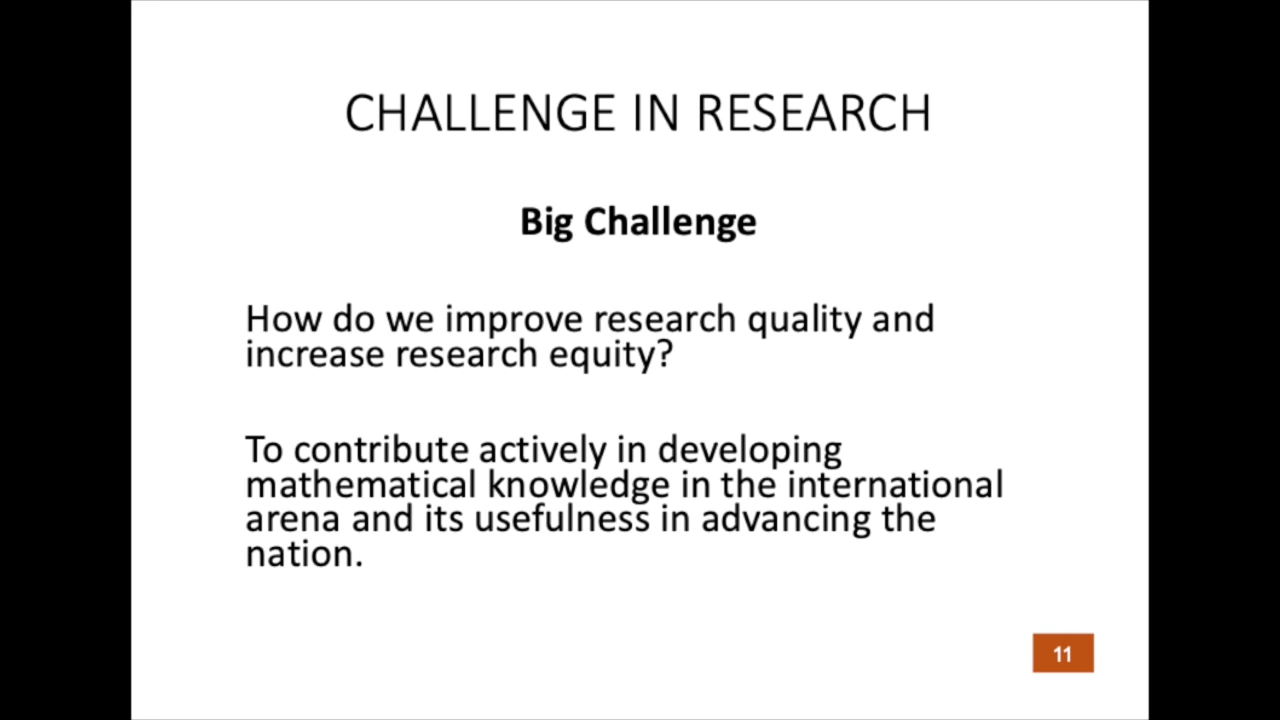 CHALLENGE IN RESEARCH
Big Challenge
How do we improve research quality and
increase research equity?
To contribute actively in developing
mathematical knowledge in the international
arena and its usefulness in advancing the
nation.
11